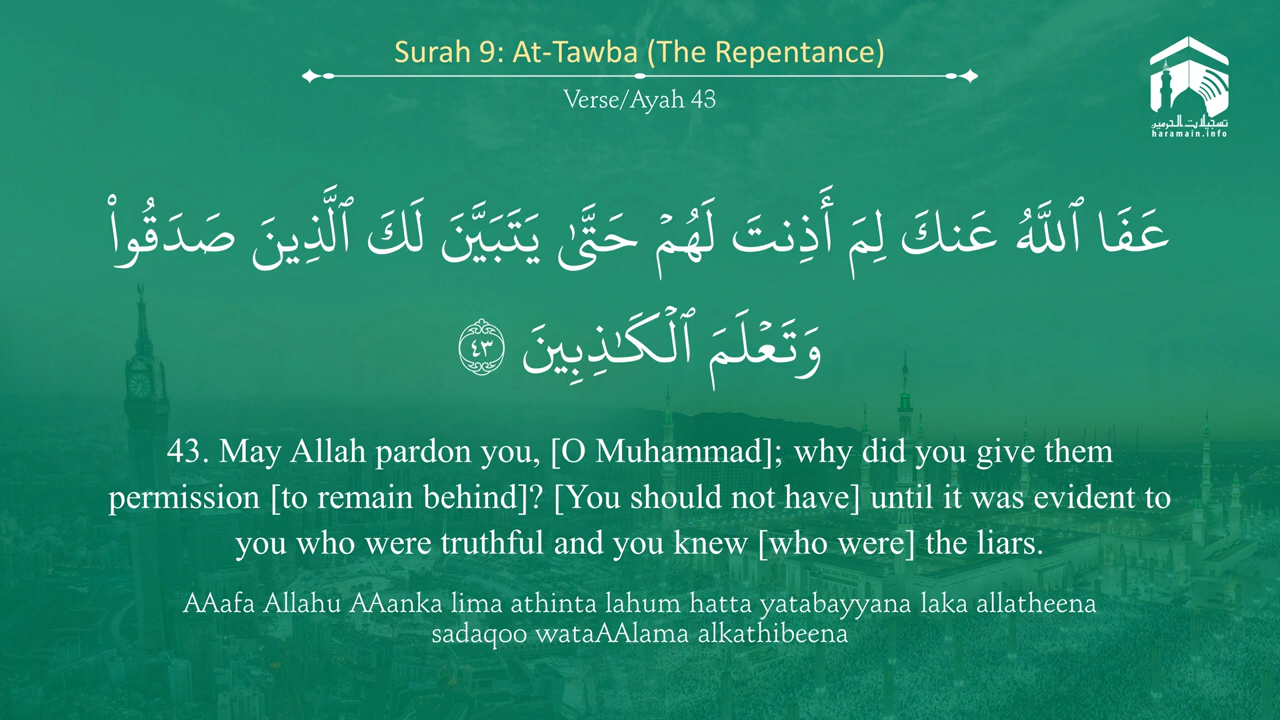 Surah 9: At-Tawba (The Repentance)
Verse/Ayah 43
تسجيلات الحرمين
haramain.info
عَفَا ٱللَّهُ عَنكَ لِمَ أَذِنتَ لَهُمۡ حَتَّىٰ يَتَبَيَّنَ لَكَ ٱلَّذِينَ صَدَقُواْ
وَتَعۡلَمَ ٱلۡكَٰذِبِينَ ٤٣
43. May Allah pardon you, [O Muhammad]; why did you give them
permission [to remain behind]? [You should not have] until it was evident to
you who were truthful and you knew [who were] the liars.
AAafa Allahu AAanka lima athinta lahum hatta yatabayyana laka allatheena
sadaqoo wataAAlama alkathibeena